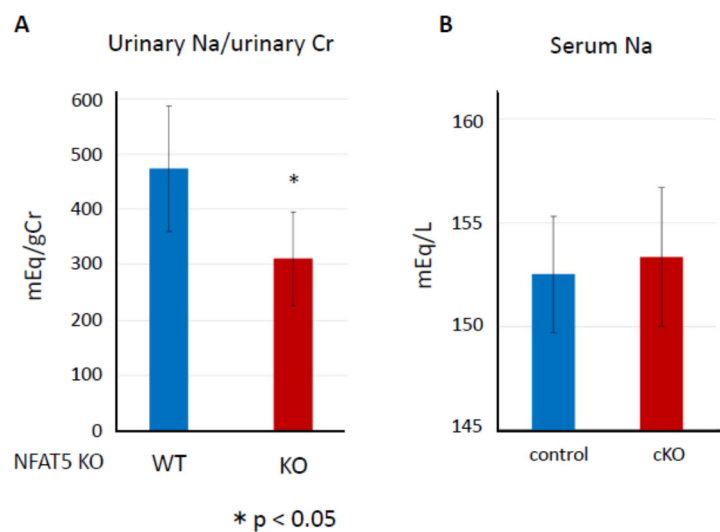 A
Urinary Na/urinary Cr
mEq/gCr
600
500
400
300
200
100
0
*
NFAT5 KO WT KO
* p < 0.05
B
Serum Na
mEq/L
160
155
150
145
control cKO